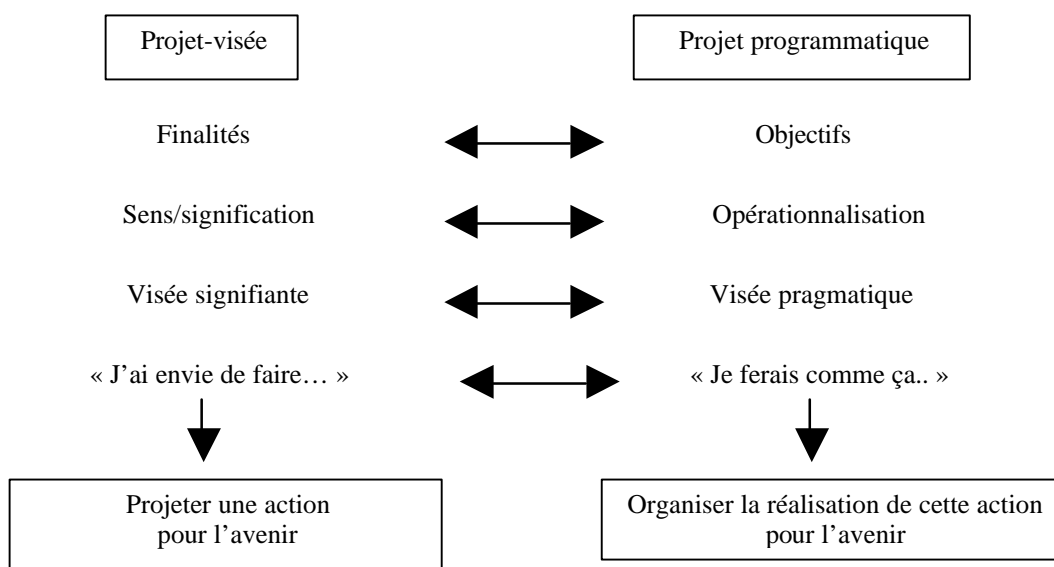 Projet-visée
Projet programmatique
Finalités
Objectifs
Sens/signification
Opérationnalisation
Visée signifiante
Visée pragmatique
« J'ai envie de faire… »
« Je ferais comme ça.. »
Projeter une action
pour l'avenir
Organiser la réalisation de cette action
pour l'avenir